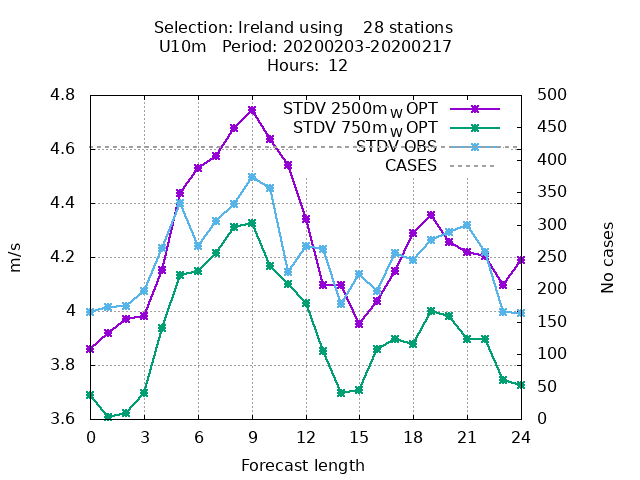 Selection: Ireland using    28 stations
U10m   Period: 20200203-20200217
Hours:  12
4.8
4.6
4.4
4.2
4
3.8
3.6
m/s
STDV 2500m_W OPT
STDV 750m_W OPT
STDV OBS
CASES
500
450
400
350
300
250
200
150
100
50
0
No cases
0 3 6 9 12 15 18 21 24
Forecast length